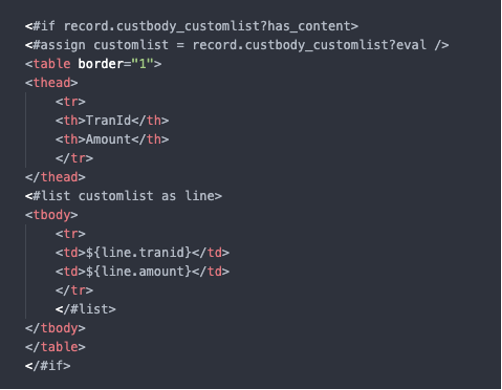 <#if record.custbody_customlist?has_content>
<#assign customlist = record.custbody_customlist?eval />
<table border="1">
<thead>
<tr>
<th>TranId</th>
<th>Amount</th>
</tr>
</thead>
<#list customlist as line>
<tbody>
<tr>
<td>${line.tranid}</td>
<td>${line.amount}</td>
</tr>
</#list>
</tbody>
</table>
</#if>